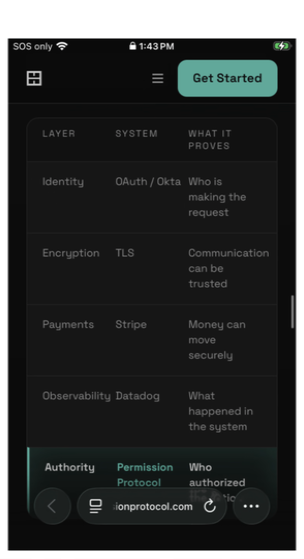 SOS only 1:43 PM
Get Started
LAYER SYSTEM WHAT IT
PROVES
Identity OAuth / Okta Who is
making the
request
Encryption TLS Communication
can be
trusted
Payments Stripe Money can
move
securely
Observability Datadog What
happened in
the system
Authority Permission Who
Protocol authorized
ionprotocol.com